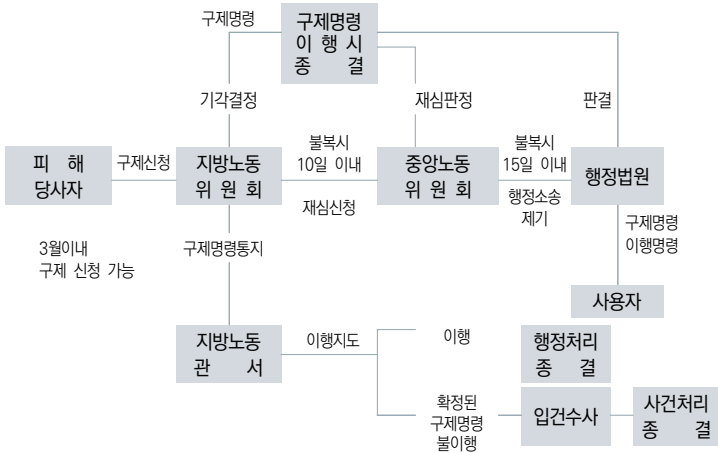 구제명령
구제명령
이 행 시
종 결
기각결정
재심판정
판결
피 해
당사자
구제신청
지방노동
위 원 회
불복시
10일 이내
재심신청
중앙노동
위 원 회
불복시
15일 이내
행정소송
제기
행정법원
3월이내
구제 신청 가능
구제명령통지
구제명령
이행명령
사용자
지방노동
관 서
이행지도
이행
행정처리
종 결
확정된
구제명령
불이행
입건수사
사건처리
종 결